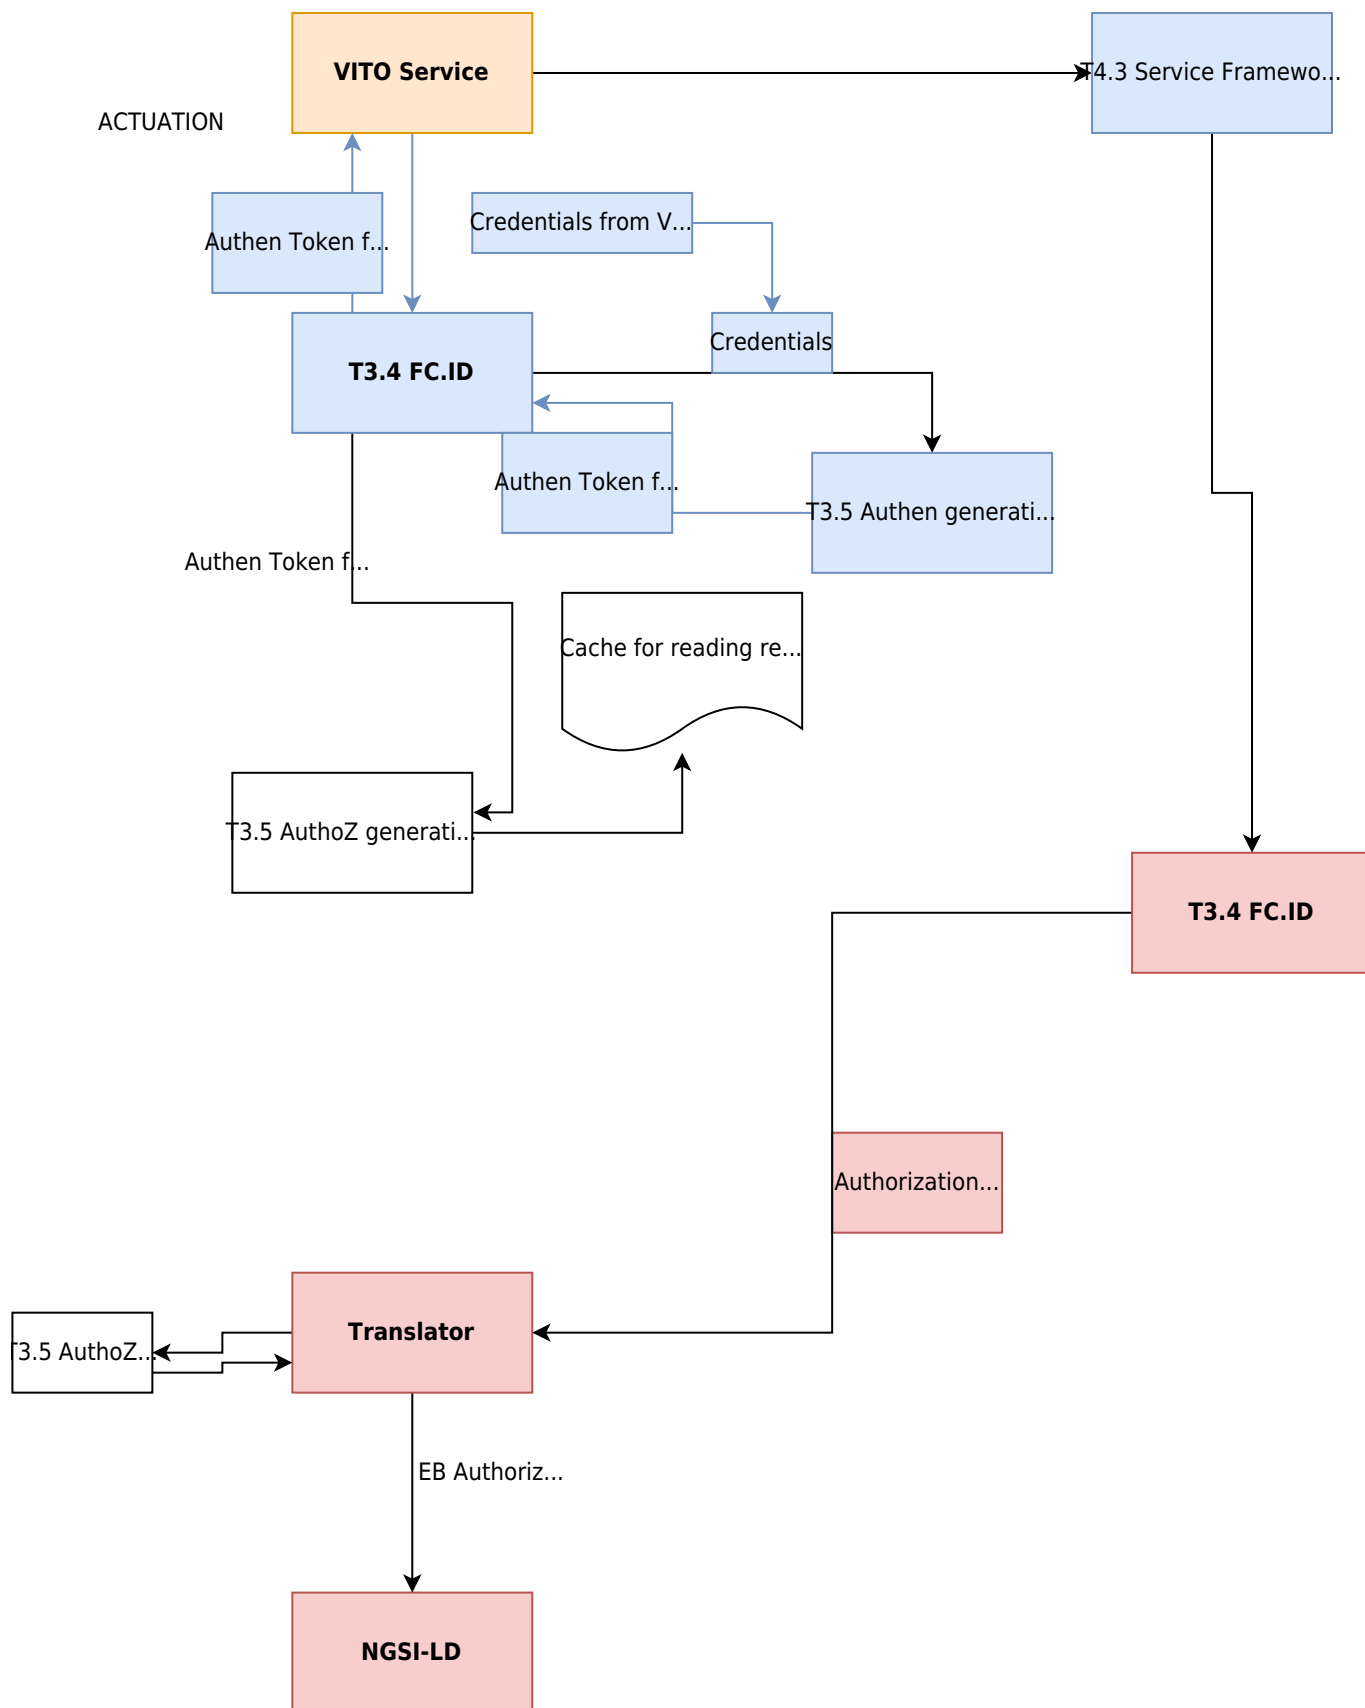 VITO Service
T4.3 Service Framewo...
ACTUATION
Credentials from V...
Authen Token f...
Credentials
T3.4 FC.ID
Authen Token f...
T3.5 Authen generati...
Authen Token f...
Cache for reading re...
T3.5 AuthoZ generati...
T3.4 FC.ID
Authorization...
Translator
T3.5 AuthoZ...
EB Authoriz...
NGSI-LD